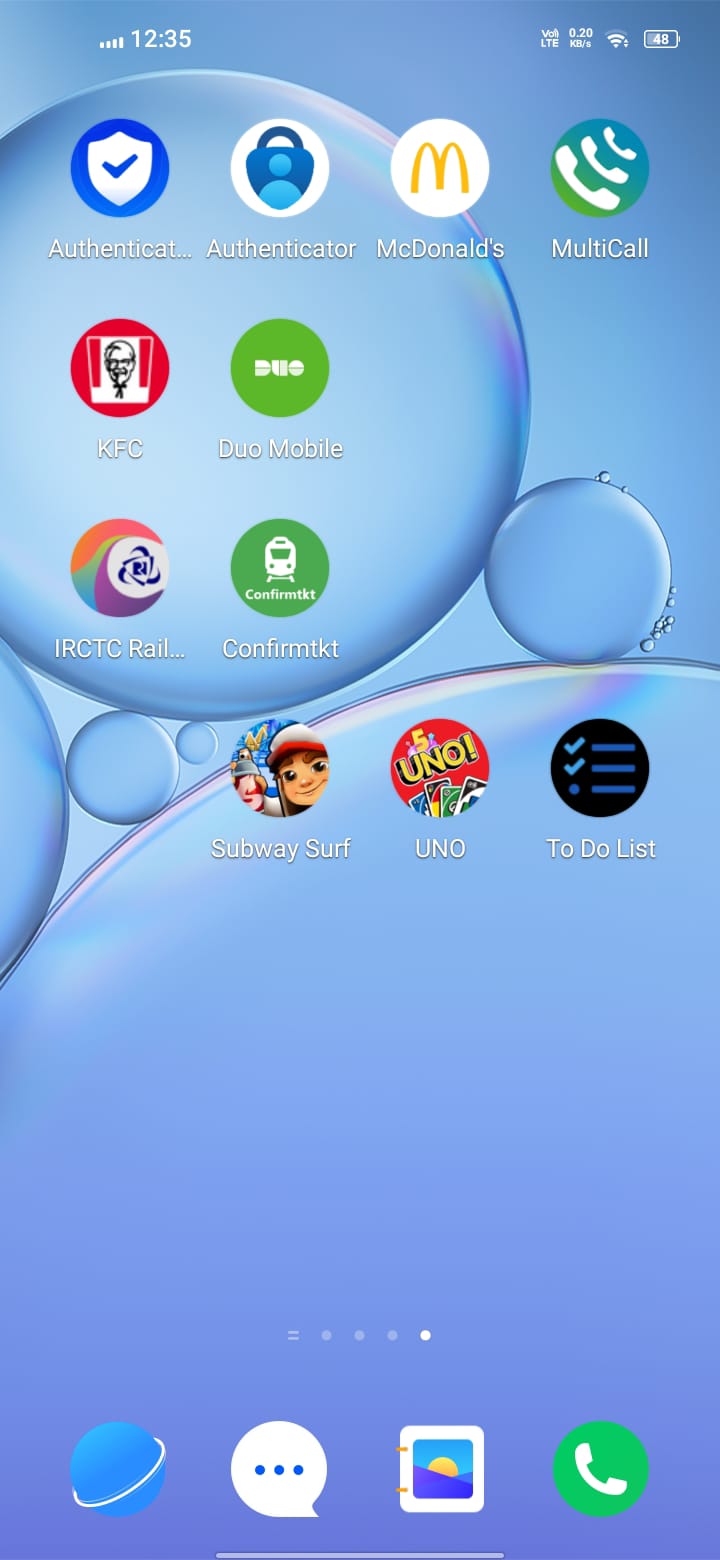 12:35
Vo)) 0.20
LTE KB/s
48
Authenticat... Authenticator McDonald's MultiCall
DUO
KFC Duo Mobile
Confirmtkt
IRCTC Rail... Confirmtkt
5
UNO!
Subway Surf UNO To Do List